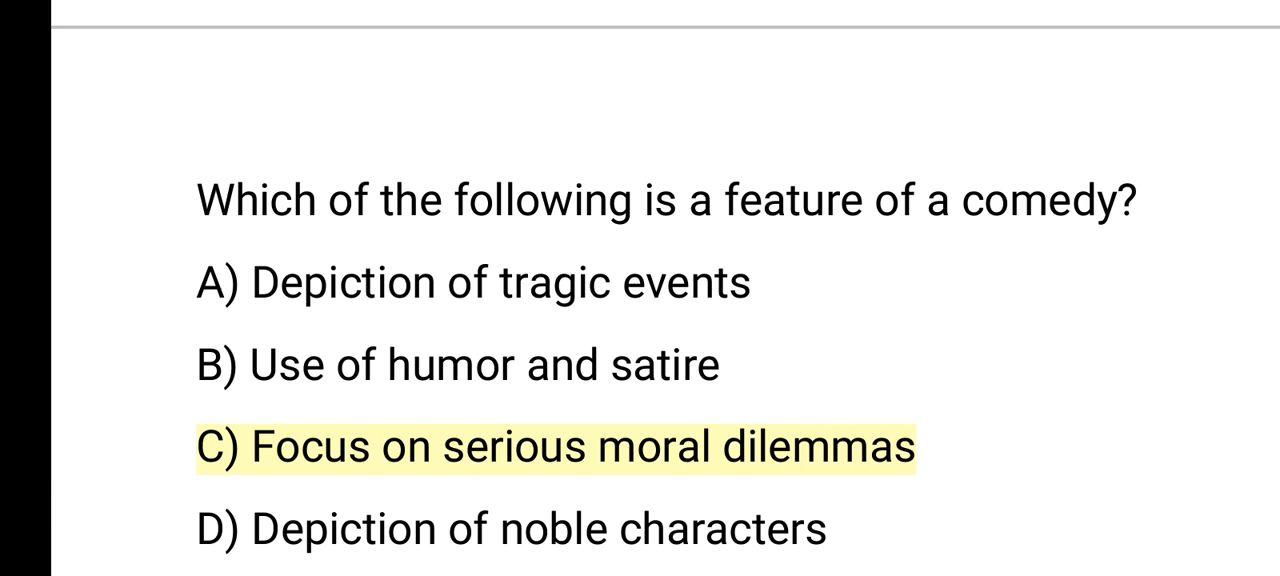 Which of the following is a feature of a comedy?
A) Depiction of tragic events
B) Use of humor and satire
C) Focus on serious moral dilemmas
D) Depiction of noble characters